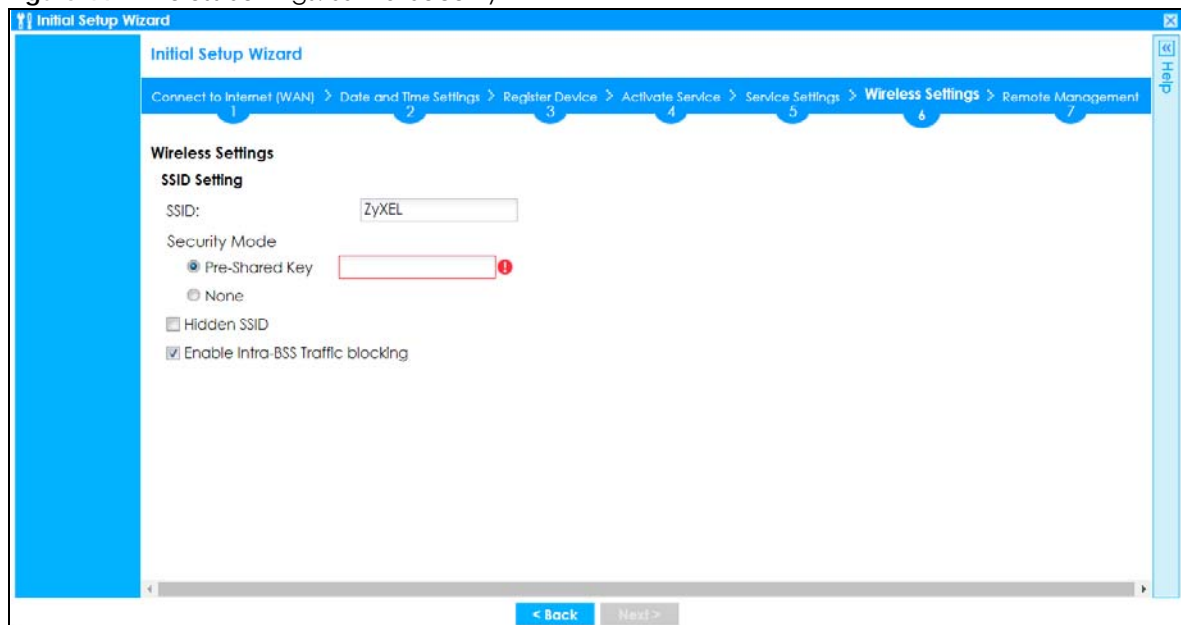 Initial Setup Wizard
Help
Initial Setup Wizard
Connect to Internet (WAN) > Date and Time Settings > Register Device > Activate Service > Service Settings > Wireless Settings > Remote Management
1 2 3 4 5 6 7
Wireless Settings
SSID Setting
SSID: ZyXEL
Security Mode
Pre-Shared Key
None
Hidden SSID
Enable Intra-BSS Traffic blocking
< Back Next >